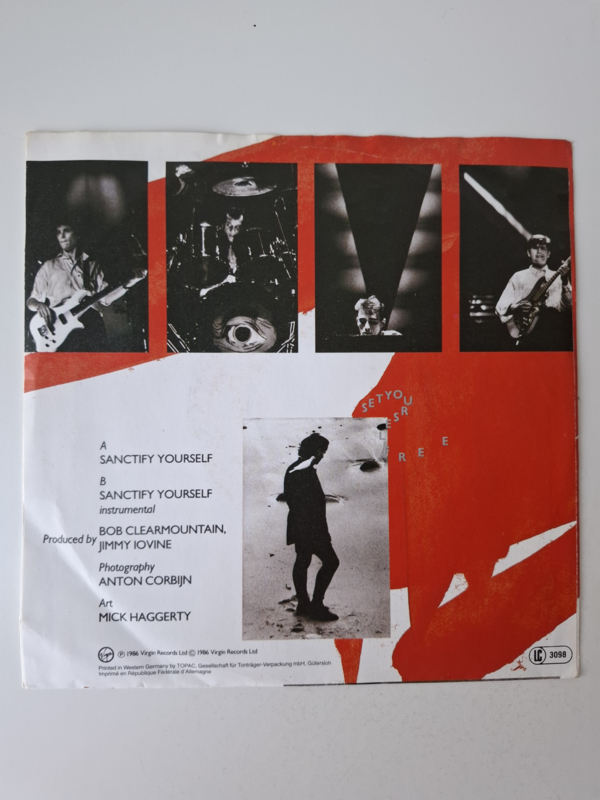 SET YOURSELF
FREE
A
SANCTIFY YOURSELF
B
SANCTIFY YOURSELF
instrumental
Produced by BOB CLEARMOUNTAIN,
JIMMY IOVINE
Photography
ANTON CORBIJN
Art
MICK HAGGERTY
Virgin ℗ 1986 Virgin Records Ltd © 1986 Virgin Records Ltd
Printed in Western Germany by TOPAC, Gesellschaft für Tonträger-Verpackung mbH, Gütersloh
Imprimé en République Fédérale d'Allemagne
LC 3098